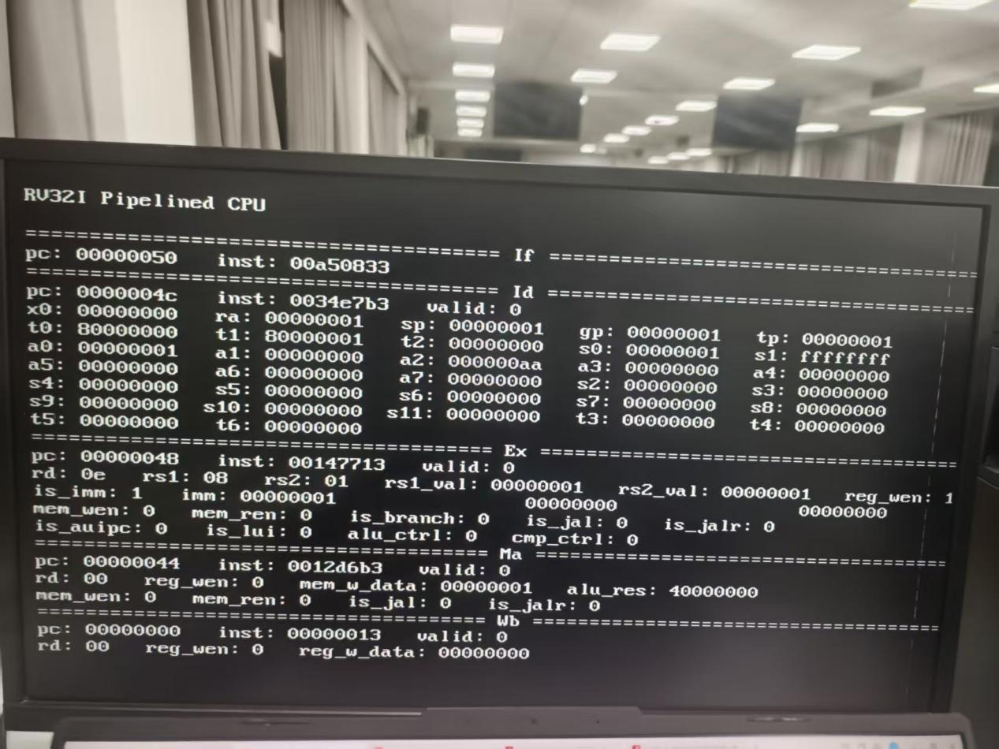 RV32I Pipelined CPU
===================================== If ==================================
pc: 00000050 inst: 00a50833
===================================== Id ==================================
pc: 0000004c inst: 0034e7b3 valid: 0
x0: 00000000 ra: 00000001 sp: 00000001 gp: 00000001 tp: 00000001
t0: 80000000 t1: 80000001 t2: 00000000 s0: 00000001 s1: ffffffff
a0: 00000001 a1: 00000000 a2: 000000aa a3: 00000000 a4: 00000000
a5: 00000000 a6: 00000000 a7: 00000000 s2: 00000000 s3: 00000000
s4: 00000000 s5: 00000000 s6: 00000000 s7: 00000000 s8: 00000000
s9: 00000000 s10: 00000000 s11: 00000000 t3: 00000000 t4: 00000000
t5: 00000000 t6: 00000000
===================================== Ex ==================================
pc: 00000048 inst: 00147713 valid: 0
rd: 0e rs1: 08 rs2: 01 rs1_val: 00000001 rs2_val: 00000001 reg_wen: 1
is_imm: 1 imm: 00000001 00000000 00000000
mem_wen: 0 mem_ren: 0 is_branch: 0 is_jal: 0 is_jalr: 0
is_auipc: 0 is_lui: 0 alu_ctrl: 0 cmp_ctrl: 0
===================================== Ma ==================================
pc: 00000044 inst: 0012d6b3 valid: 0
rd: 00 reg_wen: 0 mem_w_data: 00000001 alu_res: 40000000
mem_wen: 0 mem_ren: 0 is_jal: 0 is_jalr: 0
===================================== Wb ==================================
pc: 00000000 inst: 00000013 valid: 0
rd: 00 reg_wen: 0 reg_w_data: 00000000